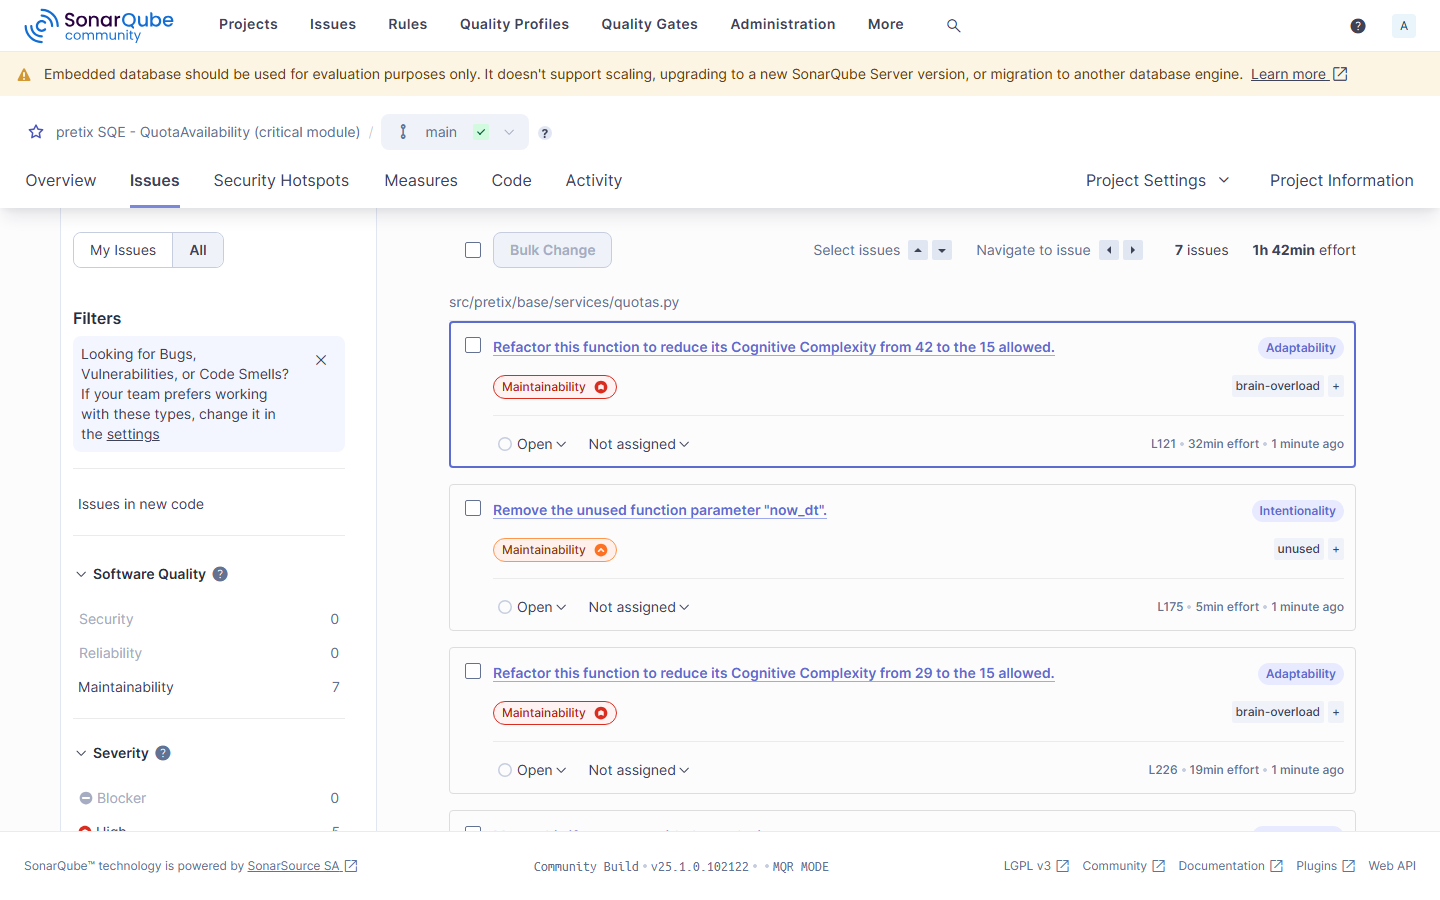 SonarQube community
Projects Issues Rules Quality Profiles Quality Gates Administration More ? A
Embedded database should be used for evaluation purposes only. It doesn't support scaling, upgrading to a new SonarQube Server version, or migration to another database engine. Learn more
pretix SQE - QuotaAvailability (critical module) / main ?
Overview Issues Security Hotspots Measures Code Activity Project Settings Project Information
My Issues All
Bulk Change Select issues Navigate to issue 7 issues 1h 42min effort
Filters
Looking for Bugs,
Vulnerabilities, or Code Smells?
If your team prefers working
with these types, change it in
the settings
Issues in new code
Software Quality ?
Security 0
Reliability 0
Maintainability 7
Severity ?
Blocker 0
High 5
src/pretix/base/services/quotas.py
Refactor this function to reduce its Cognitive Complexity from 42 to the 15 allowed. Adaptability
Maintainability brain-overload +
Open Not assigned L121 • 32min effort • 1 minute ago
Remove the unused function parameter "now_dt". Intentionality
Maintainability unused +
Open Not assigned L175 • 5min effort • 1 minute ago
Refactor this function to reduce its Cognitive Complexity from 29 to the 15 allowed. Adaptability
Maintainability brain-overload +
Open Not assigned L226 • 19min effort • 1 minute ago
SonarQube™ technology is powered by SonarSource SA Community Build • v25.1.0.102122 • • MQR MODE LGPL v3 Community Documentation Plugins Web API